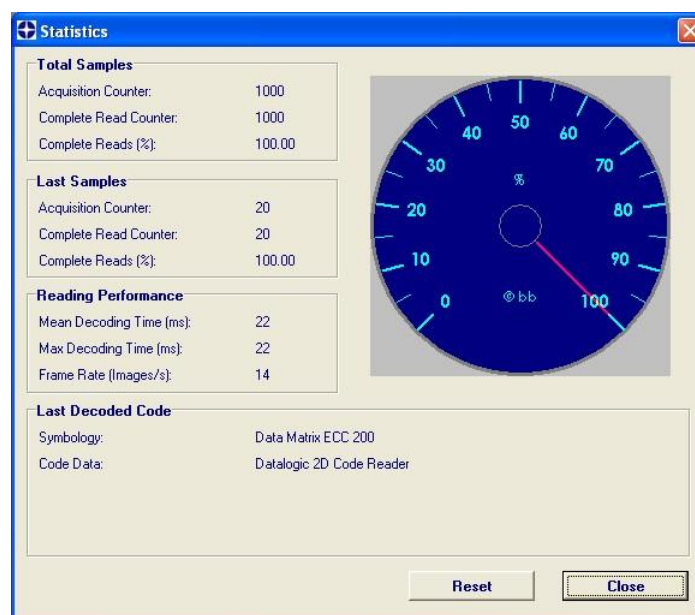 Statistics
Total Samples
Acquisition Counter: 1000
Complete Read Counter: 1000
Complete Reads (%): 100.00
Last Samples
Acquisition Counter: 20
Complete Read Counter: 20
Complete Reads (%): 100.00
Reading Performance
Mean Decoding Time (ms): 22
Max Decoding Time (ms): 22
Frame Rate (Images/s): 14
0
10
20
30
40
50
60
70
80
90
100
%
© bb
Last Decoded Code
Symbology: Data Matrix ECC 200
Code Data: Datalogic 2D Code Reader
Reset
Close